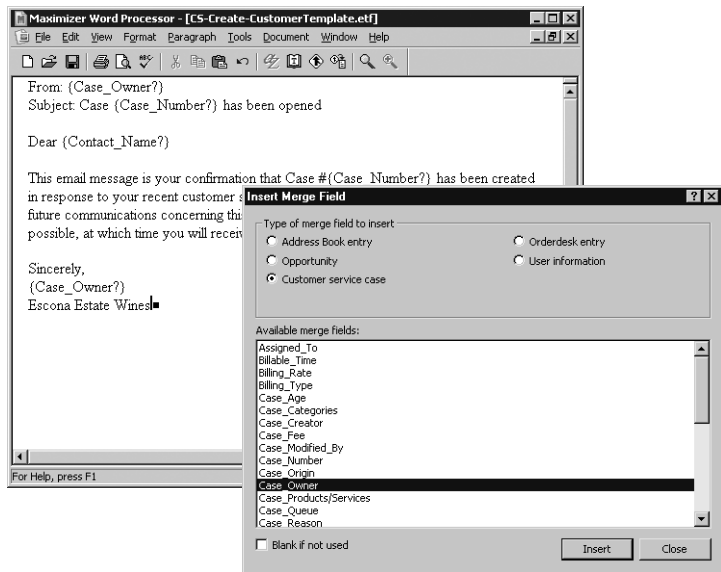 Maximizer Word Processor - [CS-Create-CustomerTemplate.etf]
File Edit View Format Paragraph Tools Document Window Help
From: {Case_Owner?}
Subject: Case {Case_Number?} has been opened
Dear {Contact_Name?}
This email message is your confirmation that Case #{Case_Number?} has been created
in response to your recent customer s
future communications concerning thi
possible, at which time you will receiv
Sincerely,
{Case_Owner?}
Escona Estate Wines
For Help, press F1
Insert Merge Field
Type of merge field to insert
Address Book entry
Orderdesk entry
Opportunity
User information
Customer service case
Available merge fields:
Assigned_To
Billable_Time
Billing_Rate
Billing_Type
Case_Age
Case_Categories
Case_Creator
Case_Fee
Case_Modified_By
Case_Number
Case_Origin
Case_Owner
Case_Products/Services
Case_Queue
Case_Reason
Blank if not used
Insert
Close